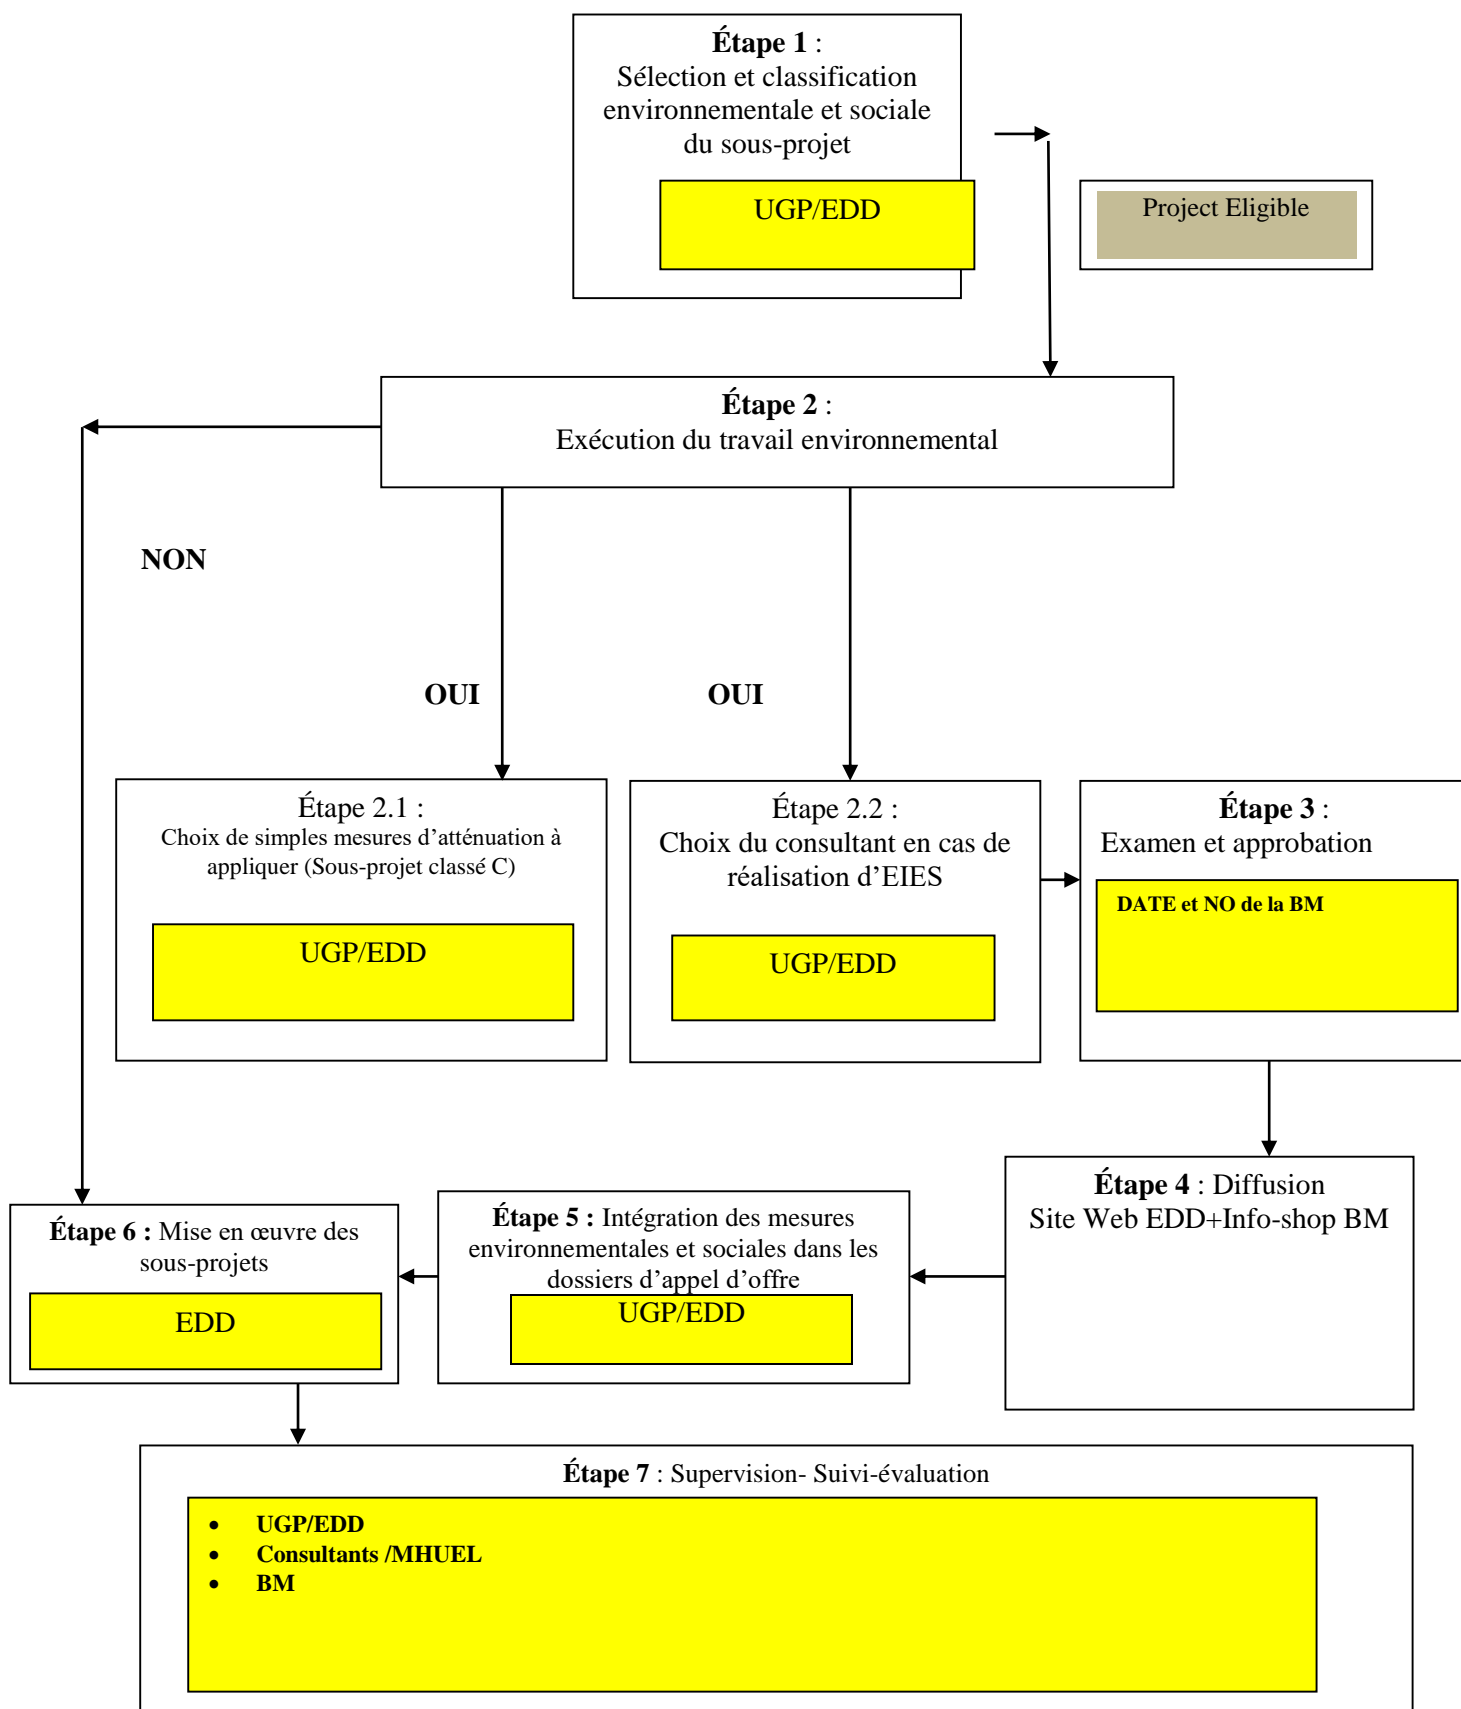 Étape 1 :
Sélection et classification
environnementale et sociale
du sous-projet
UGP/EDD
Project Eligible
Étape 2 :
Exécution du travail environnemental
NON
OUI
OUI
Étape 2.1 :
Choix de simples mesures d’atténuation à
appliquer (Sous-projet classé C)
UGP/EDD
Étape 2.2 :
Choix du consultant en cas de
réalisation d’EIES
UGP/EDD
Étape 3 :
Examen et approbation
DATE et NO de la BM
Étape 4 : Diffusion
Site Web EDD+Info-shop BM
Étape 5 : Intégration des mesures
environnementales et sociales dans les
dossiers d’appel d’offre
UGP/EDD
Étape 6 : Mise en œuvre des
sous-projets
EDD
Étape 7 : Supervision- Suivi-évaluation
• UGP/EDD
• Consultants /MHUEL
• BM